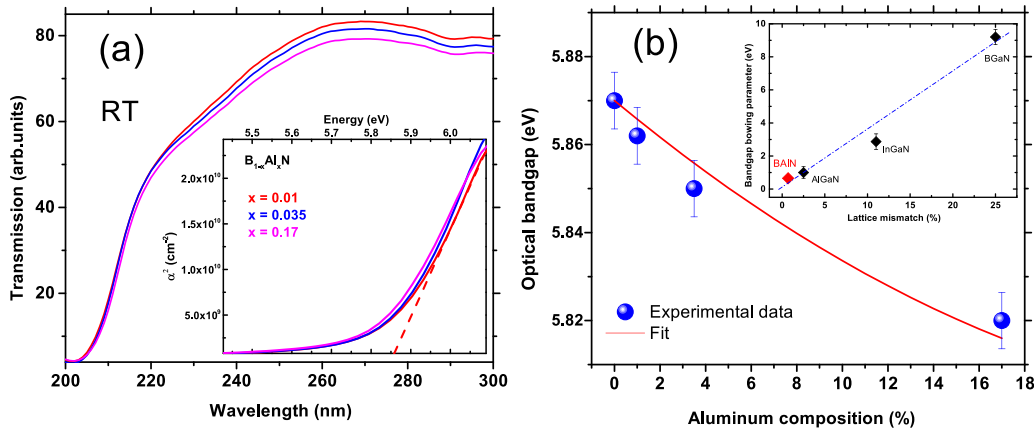 (a)
RT
Transmission (arb.units)
80
60
40
20
200 220 240 260 280 300
Wavelength (nm)
Energy (eV)
5,5 5,6 5,7 5,8 5,9 6,0
B1-xAlxN
x = 0.01
x = 0.035
x = 0.17
α2 (cm-2)
2.0x10^10
1.5x10^10
1.0x10^10
5.0x10^9
(b)
Optical bandgap (eV)
5.88
5.86
5.84
5.82
0 2 4 6 8 10 12 14 16 18
Aluminum composition (%)
Experimental data
Fit
Bandgap bowing parameter (eV)
10
8
6
4
2
0
0 5 10 15 20 25
Lattice mismatch (%)
BAlN
AlGaN
InGaN
BGaN